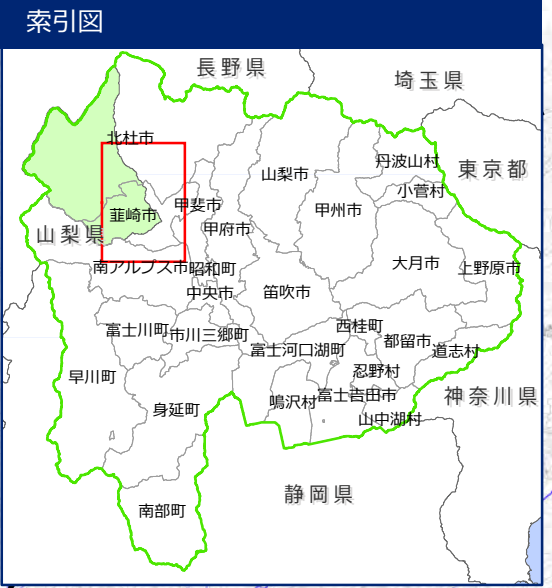 索引図
長野県
埼玉県
北杜市
丹波山村
東京都
山梨市
小菅村
韮崎市
甲斐市
甲州市
甲府市
山梨県
南アルプス市
昭和町
大月市
上野原市
中央市
笛吹市
富士川町
市川三郷町
西桂町
富士河口湖町
都留市
道志村
早川町
忍野村
身延町
鳴沢村
富士吉田市
神奈川県
山中湖村
静岡県
南部町